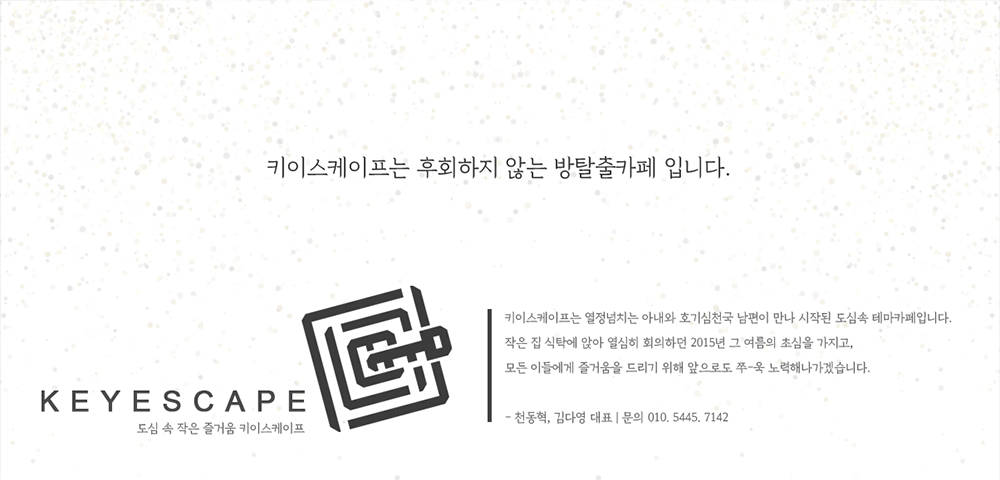 키이스케이프는 후회하지 않는 방탈출카페 입니다.
KEYESCAPE
도심 속 작은 즐거움 키이스케이프
키이스케이프는 열정넘치는 아내와 호기심천국 남편이 만나 시작된 도심속 테마카페입니다.
작은 집 식탁에 앉아 열심히 회의하던 2015년 그 여름의 초심을 가지고,
모든 이들에게 즐거움을 드리기 위해 앞으로도 쭈-욱 노력해나가겠습니다.
- 천동혁, 김다영 대표 | 문의 010. 5445. 7142